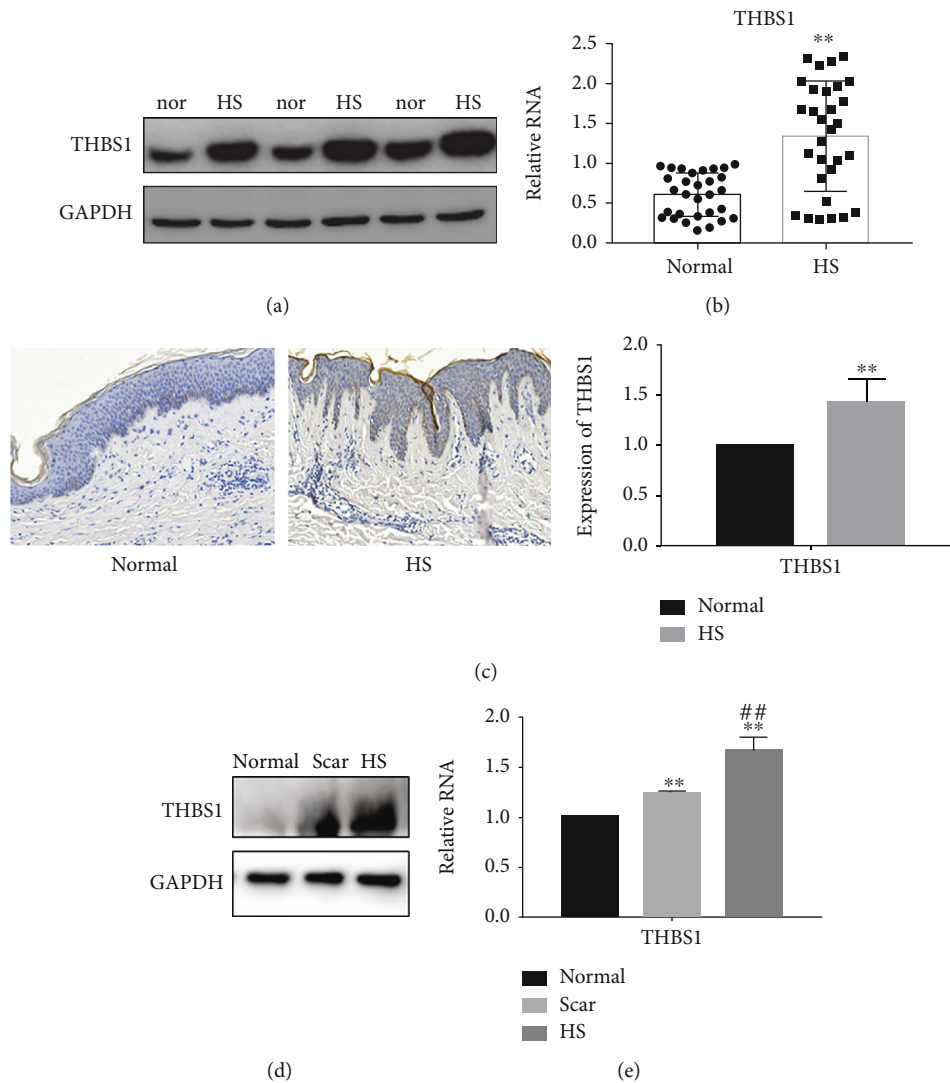 nor HS nor HS nor HS
THBS1
GAPDH
(a)
THBS1
**
2.5
2.0
1.5
1.0
0.5
0.0
Relative RNA
Normal HS
(b)
Normal
HS
2.0
1.5
1.0
0.5
0.0
Expression of THBS1
**
THBS1
Normal
HS
(c)
Normal Scar HS
THBS1
GAPDH
(d)
2.0
1.5
1.0
0.5
0.0
Relative RNA
**
##
**
THBS1
Normal
Scar
HS
(e)